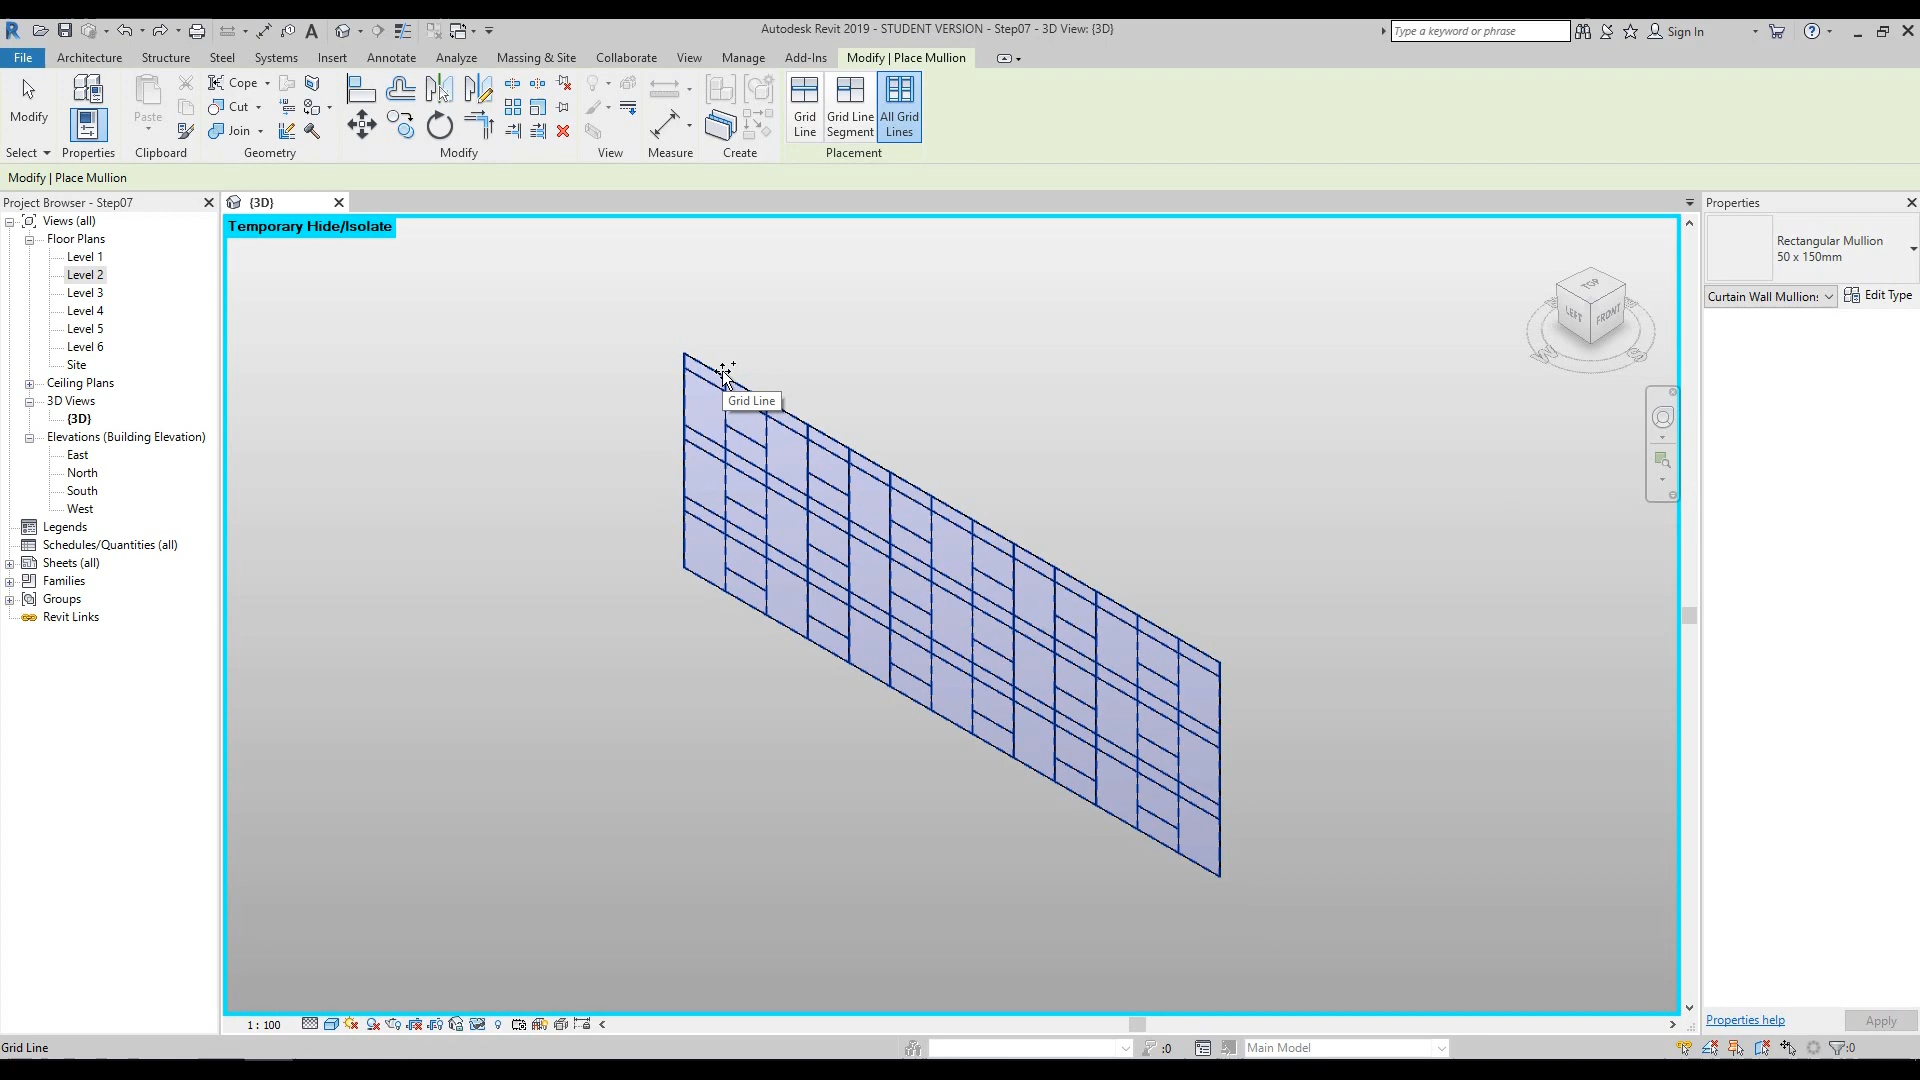 Autodesk Revit 2019 - STUDENT VERSION - Step07 - 3D View: {3D}
Type a keyword or phrase
Sign In
File
Architecture
Structure
Steel
Systems
Insert
Annotate
Analyze
Massing & Site
Collaborate
View
Manage
Add-Ins
Modify | Place Mullion
Modify
Paste
Cope
Cut
Join
Grid
Line
Grid Line
Segment
All Grid
Lines
Select
Properties
Clipboard
Geometry
Modify
View
Measure
Create
Placement
Modify | Place Mullion
Project Browser - Step07
Views (all)
Floor Plans
Level 1
Level 2
Level 3
Level 4
Level 5
Level 6
Site
Ceiling Plans
3D Views
{3D}
Elevations (Building Elevation)
East
North
South
West
Legends
Schedules/Quantities (all)
Sheets (all)
Families
Groups
Revit Links
{3D}
Temporary Hide/Isolate
Grid Line
TOP
LEFT
FRONT
W
S
Properties
Rectangular Mullion
50 x 150mm
Curtain Wall Mullion:
Edit Type
Properties help
Apply
1 : 100
Grid Line
:0
Main Model
:0